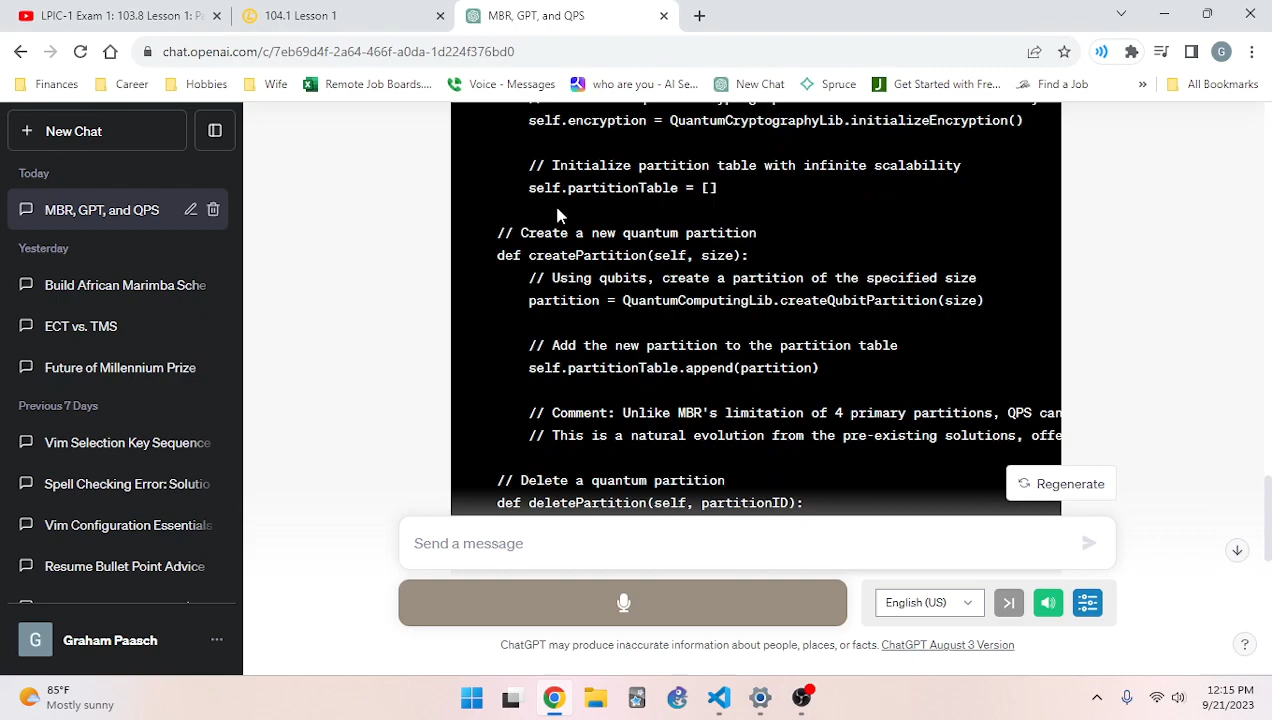 LPIC-1 Exam 1: 103.8 Lesson 1: Pa
104.1 Lesson 1
MBR, GPT, and QPS
chat.openai.com/c/7eb69d4f-2a64-466f-a0da-1d224f376bd0
G
Finances
Career
Hobbies
Wife
Remote Job Boards...
Voice - Messages
who are you - AI Se...
New Chat
Spruce
Get Started with Fre...
Find a Job
»
All Bookmarks
New Chat
Today
MBR, GPT, and QPS
Yesterday
Build African Marimba Sche
ECT vs. TMS
Future of Millennium Prize
Previous 7 Days
Vim Selection Key Sequence
Spell Checking Error: Solutio
Vim Configuration Essentials
Resume Bullet Point Advice
G
Graham Paasch
self.encryption = QuantumCryptographyLib.initializeEncryption()
// Initialize partition table with infinite scalability
self.partitionTable = []
// Create a new quantum partition
def createPartition(self, size):
// Using qubits, create a partition of the specified size
partition = QuantumComputingLib.createQubitPartition(size)
// Add the new partition to the partition table
self.partitionTable.append(partition)
// Comment: Unlike MBR's limitation of 4 primary partitions, QPS can
// This is a natural evolution from the pre-existing solutions, offe
// Delete a quantum partition
def deletePartition(self, partitionID):
Regenerate
Send a message
English (US)
ChatGPT may produce inaccurate information about people, places, or facts. ChatGPT August 3 Version
?
85°F
Mostly sunny
12:15 PM
9/21/2023